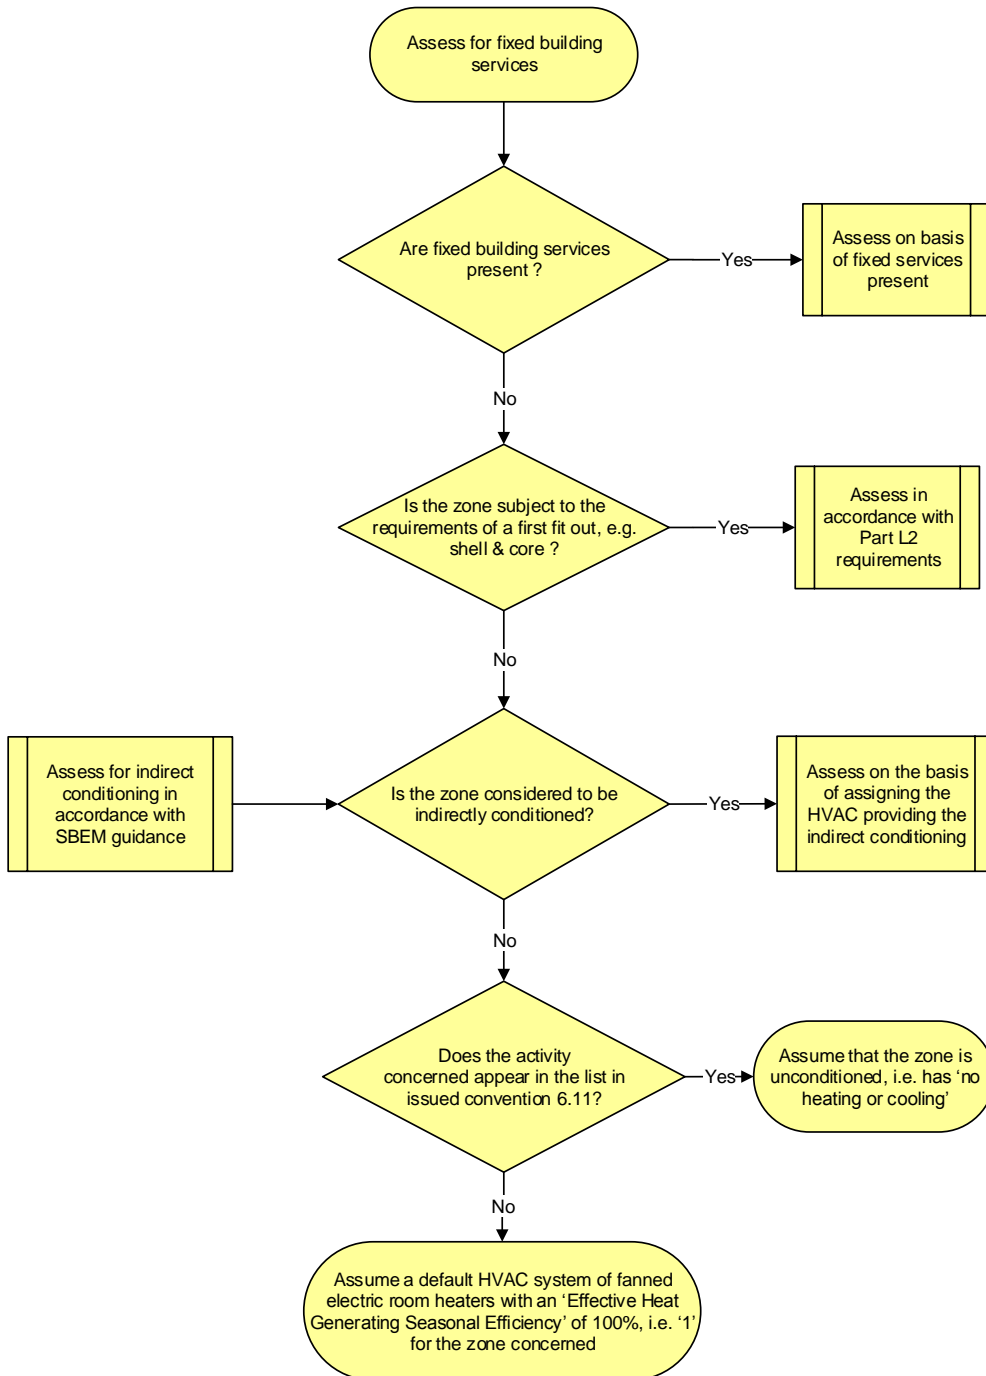 Assess for fixed building
services
Are fixed building services
present ?
Yes
Assess on basis
of fixed services
present
No
Is the zone subject to the
requirements of a first fit out, e.g.
shell & core ?
Yes
Assess in
accordance with
Part L2
requirements
No
Assess for indirect
conditioning in
accordance with
SBEM guidance
Is the zone considered to be
indirectly conditioned?
Yes
Assess on the basis
of assigning the
HVAC providing the
indirect conditioning
No
Does the activity
concerned appear in the list in
issued convention 6.11?
Yes
Assume that the zone is
unconditioned, i.e. has ‘no
heating or cooling’
No
Assume a default HVAC system of fanned
electric room heaters with an ‘Effective Heat
Generating Seasonal Efficiency’ of 100%, i.e. ‘1’
for the zone concerned